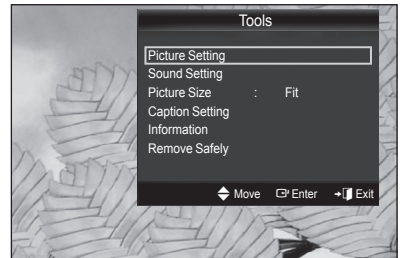 Tools
Picture Setting
Sound Setting
Picture Size : Fit
Caption Setting
Information
Remove Safely
Move Enter Exit